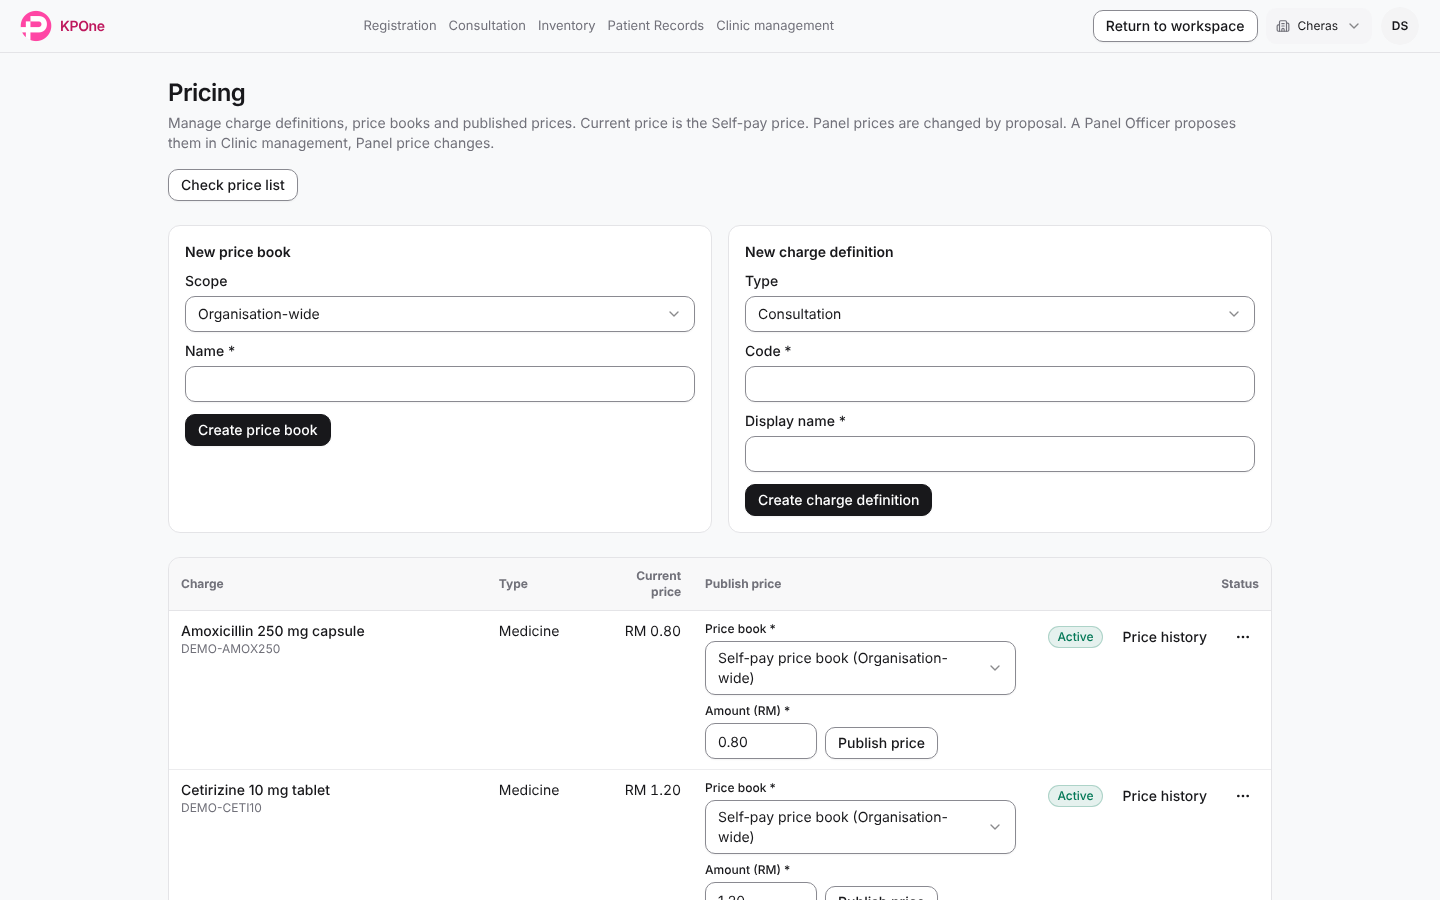 KPOne
Registration Consultation Inventory Patient Records Clinic management
Return to workspace
Cheras
DS
Pricing
Manage charge definitions, price books and published prices. Current price is the Self-pay price. Panel prices are changed by proposal. A Panel Officer proposes
them in Clinic management, Panel price changes.
Check price list
New price book
Scope
Organisation-wide
Name *
Create price book
New charge definition
Type
Consultation
Code *
Display name *
Create charge definition
Charge
Type
Current
price
Publish price
Status
Amoxicillin 250 mg capsule
DEMO-AMOX250
Medicine
RM 0.80
Price book *
Self-pay price book (Organisation-
wide)
Amount (RM) *
0.80
Publish price
Active
Price history
Cetirizine 10 mg tablet
DEMO-CETI10
Medicine
RM 1.20
Price book *
Self-pay price book (Organisation-
wide)
Amount (RM) *
1.20
Publish price
Active
Price history